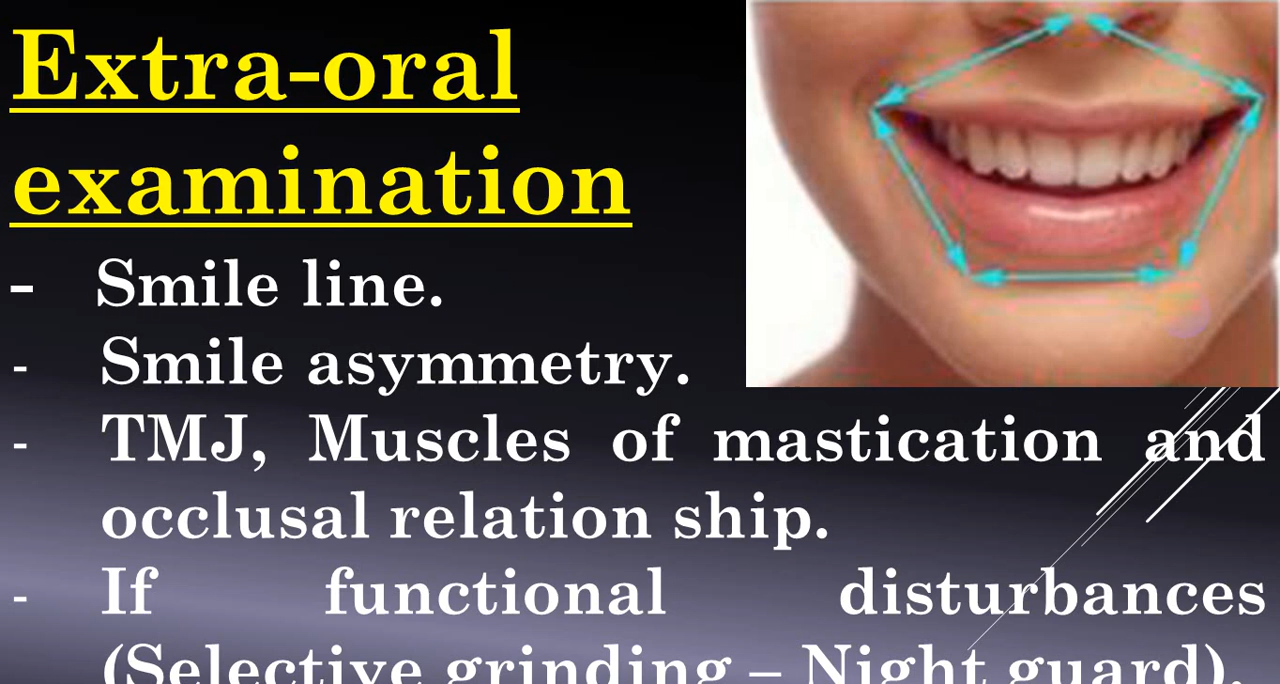 Extra-oral
examination
- Smile line.
- Smile asymmetry.
- TMJ, Muscles of mastication and
occlusal relation ship.
- If functional disturbances
(Selective grinding – Night guard).